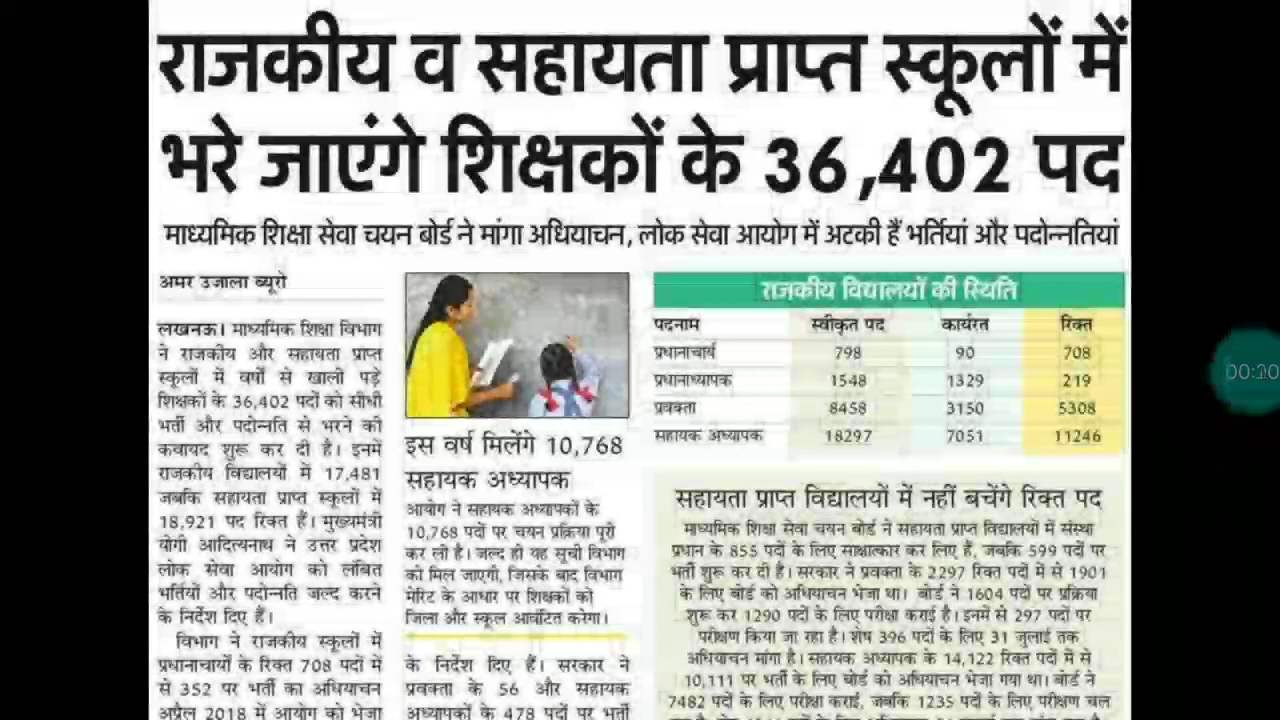 राजकीय व सहायता प्राप्त स्कूलों में
भरे जाएंगे शिक्षकों के 36,402 पद
माध्यमिक शिक्षा सेवा चयन बोर्ड ने मांगा अधियाचन, लोक सेवा आयोग में अटकी हैं भर्तियां और पदोन्नतियां
अमर उजाला ब्यूरो
लखनऊ। माध्यमिक शिक्षा विभाग
ने राजकीय और सहायता प्राप्त
स्कूलों में वर्षों से खाली पड़े
शिक्षकों के 36,402 पदों को सीधी
भर्ती और पदोन्नति से भरने की
कवायद शुरू कर दी है। इनमें
राजकीय विद्यालयों में 17,481
जबकि सहायता प्राप्त स्कूलों में
18,921 पद रिक्त हैं। मुख्यमंत्री
योगी आदित्यनाथ ने उत्तर प्रदेश
लोक सेवा आयोग को लंबित
भर्तियों और पदोन्नति जल्द करने
के निर्देश दिए हैं।
विभाग ने राजकीय स्कूलों में
प्रधानाचार्यों के रिक्त 708 पदों में
से 352 पर भर्ती का अधियाचन
अप्रैल 2018 में आयोग को भेजा
इस वर्ष मिलेंगे 10,768
सहायक अध्यापक
आयोग ने सहायक अध्यापकों के
10,768 पदों पर चयन प्रक्रिया पूरी
कर ली है। जल्द ही यह सूची विभाग
को मिल जाएगी, जिसके बाद विभाग
मेरिट के आधार पर शिक्षकों को
जिला और स्कूल आवंटित करेगा।
के निर्देश दिए हैं। सरकार ने
प्रवक्ता के 56 और सहायक
अध्यापकों के 478 पदों पर भर्ती
राजकीय विद्यालयों की स्थिति
पदनाम स्वीकृत पद कार्यरत रिक्त
प्रधानाचार्य 798 90 708
प्रधानाध्यापक 1548 1329 219
प्रवक्ता 8458 3150 5308
सहायक अध्यापक 18297 7051 11246
सहायता प्राप्त विद्यालयों में नहीं बचेंगे रिक्त पद
माध्यमिक शिक्षा सेवा चयन बोर्ड ने सहायता प्राप्त विद्यालयों में संस्था
प्रधान के 855 पदों के लिए साक्षात्कार कर लिए हैं, जबकि 599 पदों पर
भर्ती शुरू कर दी है। सरकार ने प्रवक्ता के 2297 रिक्त पदों में से 1901
के लिए बोर्ड को अधियाचन भेजा था। बोर्ड ने 1604 पदों पर प्रक्रिया
शुरू कर 1290 पदों के लिए परीक्षा कराई है। इनमें से 297 पदों पर
परीक्षण किया जा रहा है। शेष 396 पदों के लिए 31 जुलाई तक
अधियाचन मांगा है। सहायक अध्यापक के 14,122 रिक्त पदों में से
10,111 पर भर्ती के लिए बोर्ड को अधियाचन भेजा गया था। बोर्ड ने
7482 पदों के लिए परीक्षा कराई, जबकि 1235 पदों के लिए परीक्षण चल
00:20